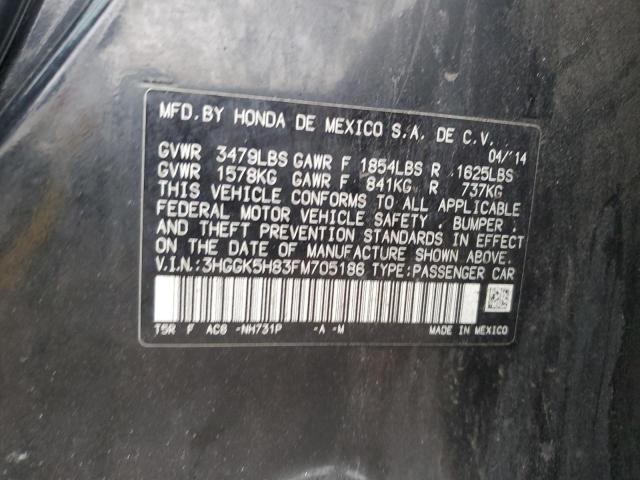 MFD.BY HONDA DE MEXICO S.A. DE C.V.
04/14
GVWR 3479LBS GAWR F 1854LBS R 1625LBS
GVWR 1578KG GAWR F 841KG R 737KG
THIS VEHICLE CONFORMS TO ALL APPLICABLE
FEDERAL MOTOR VEHICLE SAFETY , BUMPER ,
AND THEFT PREVENTION STANDARDS IN EFFECT
ON THE DATE OF MANUFACTURE SHOWN ABOVE.
V.I.N.:3HGGK5H83FM705186 TYPE:PASSENGER CAR
T5R F AC6 -NH731P -A -M MADE IN MEXICO